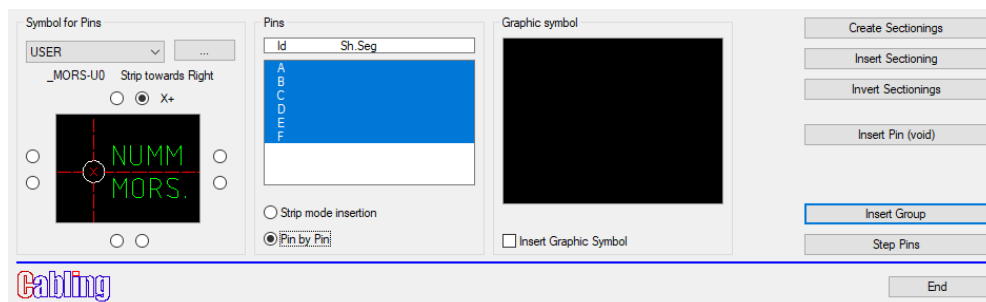 Symbol for Pins
USER
...
_MORS-U0 Strip towards Right
X+
NUMM
MORS.
Pins
Id Sh.Seg
A
B
C
D
E
F
Strip mode insertion
Pin by Pin
Graphic symbol
Insert Graphic Symbol
Create Sectionings
Insert Sectioning
Invert Sectionings
Insert Pin (void)
Insert Group
Step Pins
Cabling
End